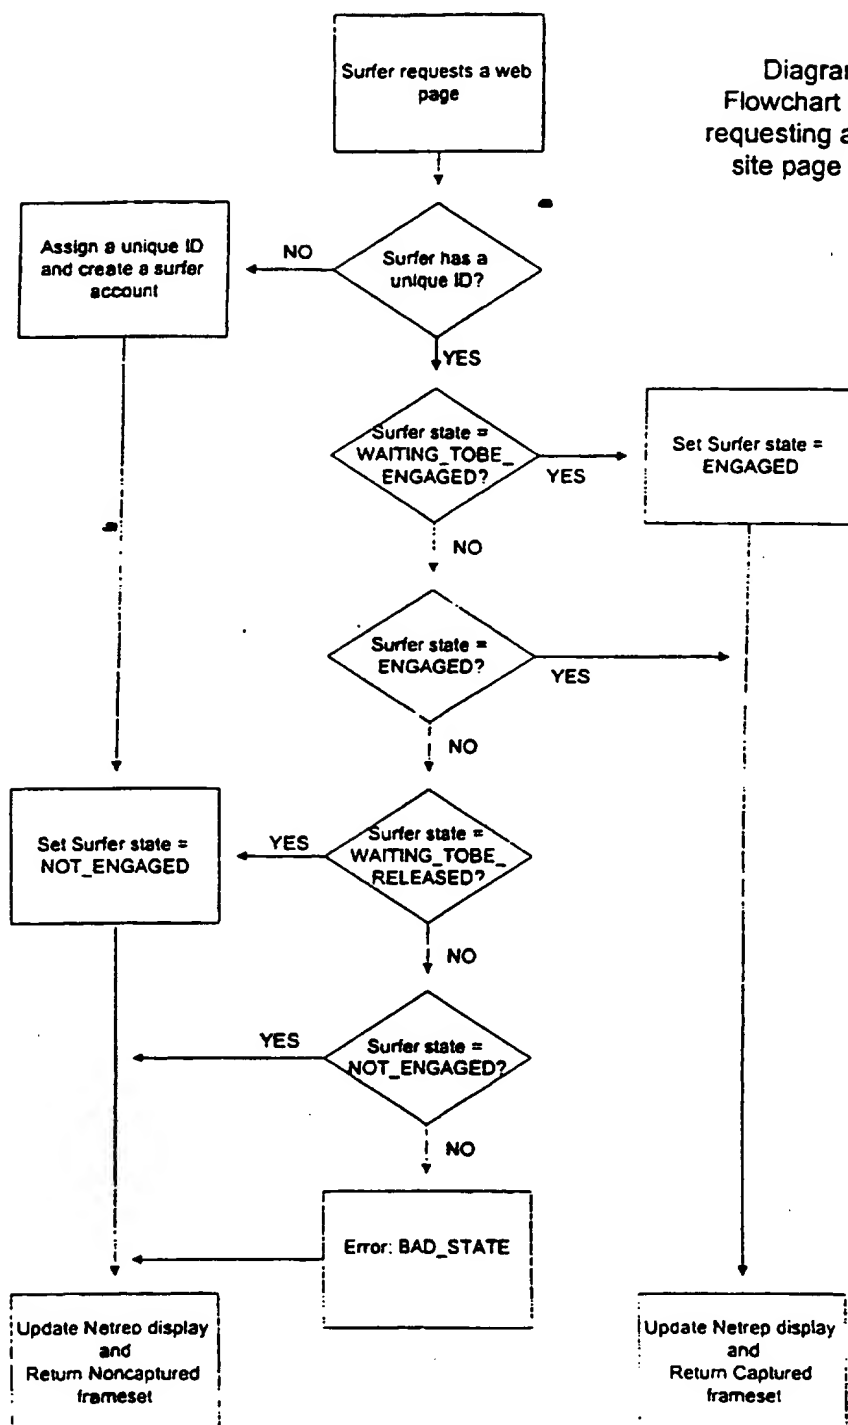 Surfer requests a web
page
Diagra
Flowchart
requesting a
site page
Assign a unique ID
and create a surfer
account
NO
Surfer has a
unique ID?
YES
Surfer state =
WAITING_TOBE_
ENGAGED?
YES
Set Surfer state =
ENGAGED
NO
Surfer state =
ENGAGED?
YES
NO
Set Surfer state =
NOT_ENGAGED
YES
Surfer state =
WAITING_TOBE_
RELEASED?
NO
YES
Surfer state =
NOT_ENGAGED?
NO
Error: BAD_STATE
Update Netrep display
and
Return Noncaptured
frameset
Update Netrep display
and
Return Captured
frameset